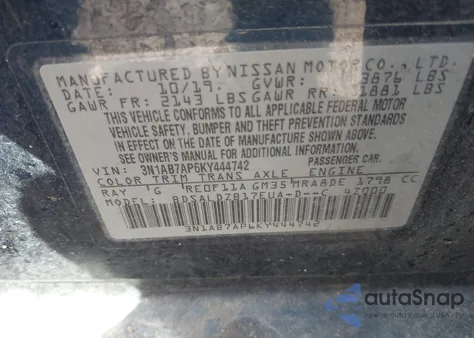 MANUFACTURED BY NISSAN MOTOR CO., LTD.
DATE: 10/19 GVWR: 3876 LBS
GAWR FR: 2143 LBS GAWR RR: 1881 LBS
THIS VEHICLE CONFORMS TO ALL APPLICABLE FEDERAL MOTOR
VEHICLE SAFETY, BUMPER AND THEFT PREVENTION STANDARDS
IN EFFECT ON THE DATE OF MANUFACTURE SHOWN ABOVE.
SEE OWNER'S MANUAL
PASSENGER CAR
VIN: 3N1AB7AP6KY444742
COLOR TRIM TRANS AXLE ENGINE
RAY G RE0F11A GM35 MRA8DE 1798 CC
MODEL: BDSALDZB17EUA-D--C 47000
3N1AB7AP6KY444742
autoSnap